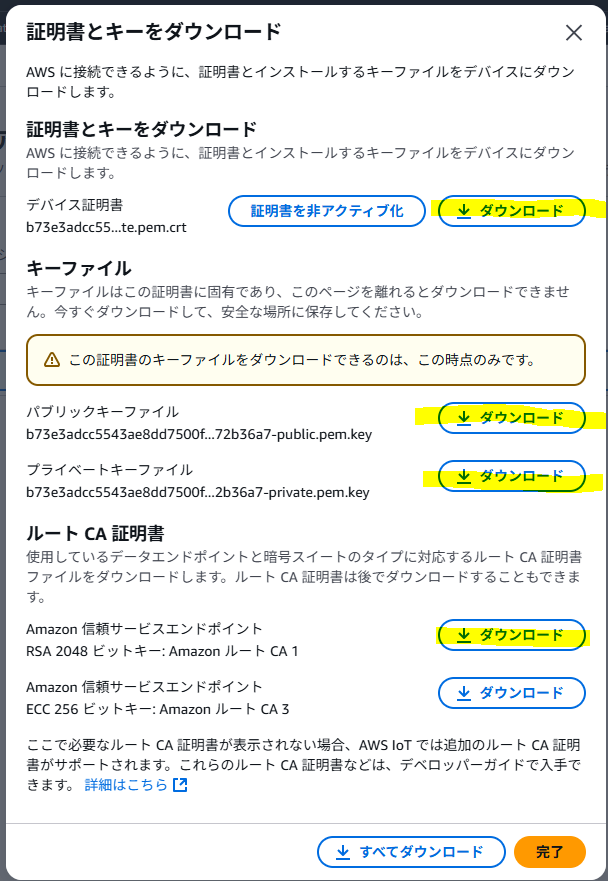 証明書とキーをダウンロード
AWS に接続できるように、証明書とインストールするキーファイルをデバイスにダウン
ロードします。
証明書とキーをダウンロード
AWS に接続できるように、証明書とインストールするキーファイルをデバイスにダウン
ロードします。
デバイス証明書
b73e3adcc55...te.pem.crt
証明書を非アクティブ化
ダウンロード
キーファイル
キーファイルはこの証明書に固有であり、このページを離れるとダウンロードできませ
ん。今すぐダウンロードして、安全な場所に保存してください。
この証明書のキーファイルをダウンロードできるのは、この時点のみです。
パブリックキーファイル
b73e3adcc5543ae8dd7500f...72b36a7-public.pem.key
ダウンロード
プライベートキーファイル
b73e3adcc5543ae8dd7500f...2b36a7-private.pem.key
ダウンロード
ルート CA 証明書
使用しているデータエンドポイントと暗号スイートのタイプに対応するルート CA 証明書
ファイルをダウンロードします。ルート CA 証明書は後でダウンロードすることもできま
す。
Amazon 信頼サービスエンドポイント
RSA 2048 ビットキー: Amazon ルート CA 1
ダウンロード
Amazon 信頼サービスエンドポイント
ECC 256 ビットキー: Amazon ルート CA 3
ダウンロード
ここで必要なルート CA 証明書が表示されない場合、AWS IoT では追加のルート CA 証明
書がサポートされます。これらのルート CA 証明書などは、デベロッパーガイドで入手で
きます。 詳細はこちら
すべてダウンロード
完了